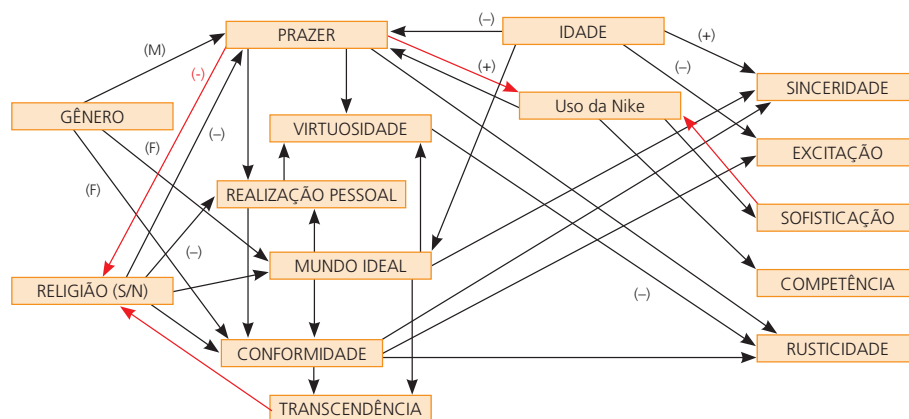 (–)
PRAZER
IDADE
(M)
(+)
(-)
(+)
(–)
SINCERIDADE
GÊNERO
(–)
Uso da Nike
VIRTUOSIDADE
(F)
EXCITAÇÃO
(F)
REALIZAÇÃO PESSOAL
SOFISTICAÇÃO
(–)
MUNDO IDEAL
COMPETÊNCIA
RELIGIÃO (S/N)
(–)
CONFORMIDADE
RUSTICIDADE
TRANSCENDÊNCIA